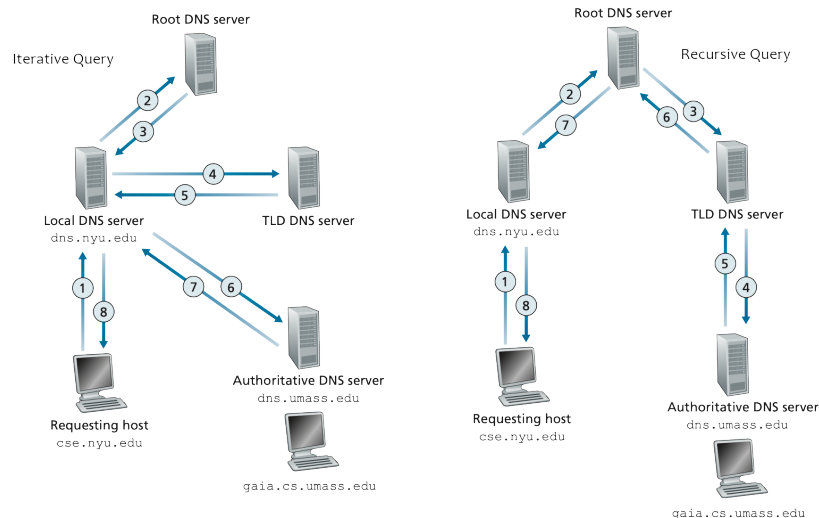 Root DNS server
Iterative Query
2
3
4
5
Local DNS server
dns.nyu.edu
TLD DNS server
1
8
7
6
Authoritative DNS server
dns.umass.edu
Requesting host
cse.nyu.edu
gaia.cs.umass.edu
Root DNS server
Recursive Query
2
7
6
3
Local DNS server
dns.nyu.edu
TLD DNS server
1
8
5
4
Requesting host
cse.nyu.edu
Authoritative DNS server
dns.umass.edu
gaia.cs.umass.edu